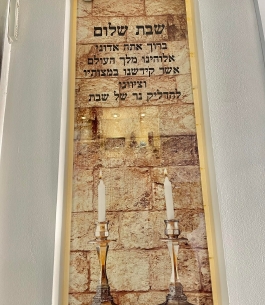 שבת שלום
ברוך אתה אדוני
אלוהינו מלך העולם
אשר קידשנו במצותיו
וציוונו
להדליק נר של שבת